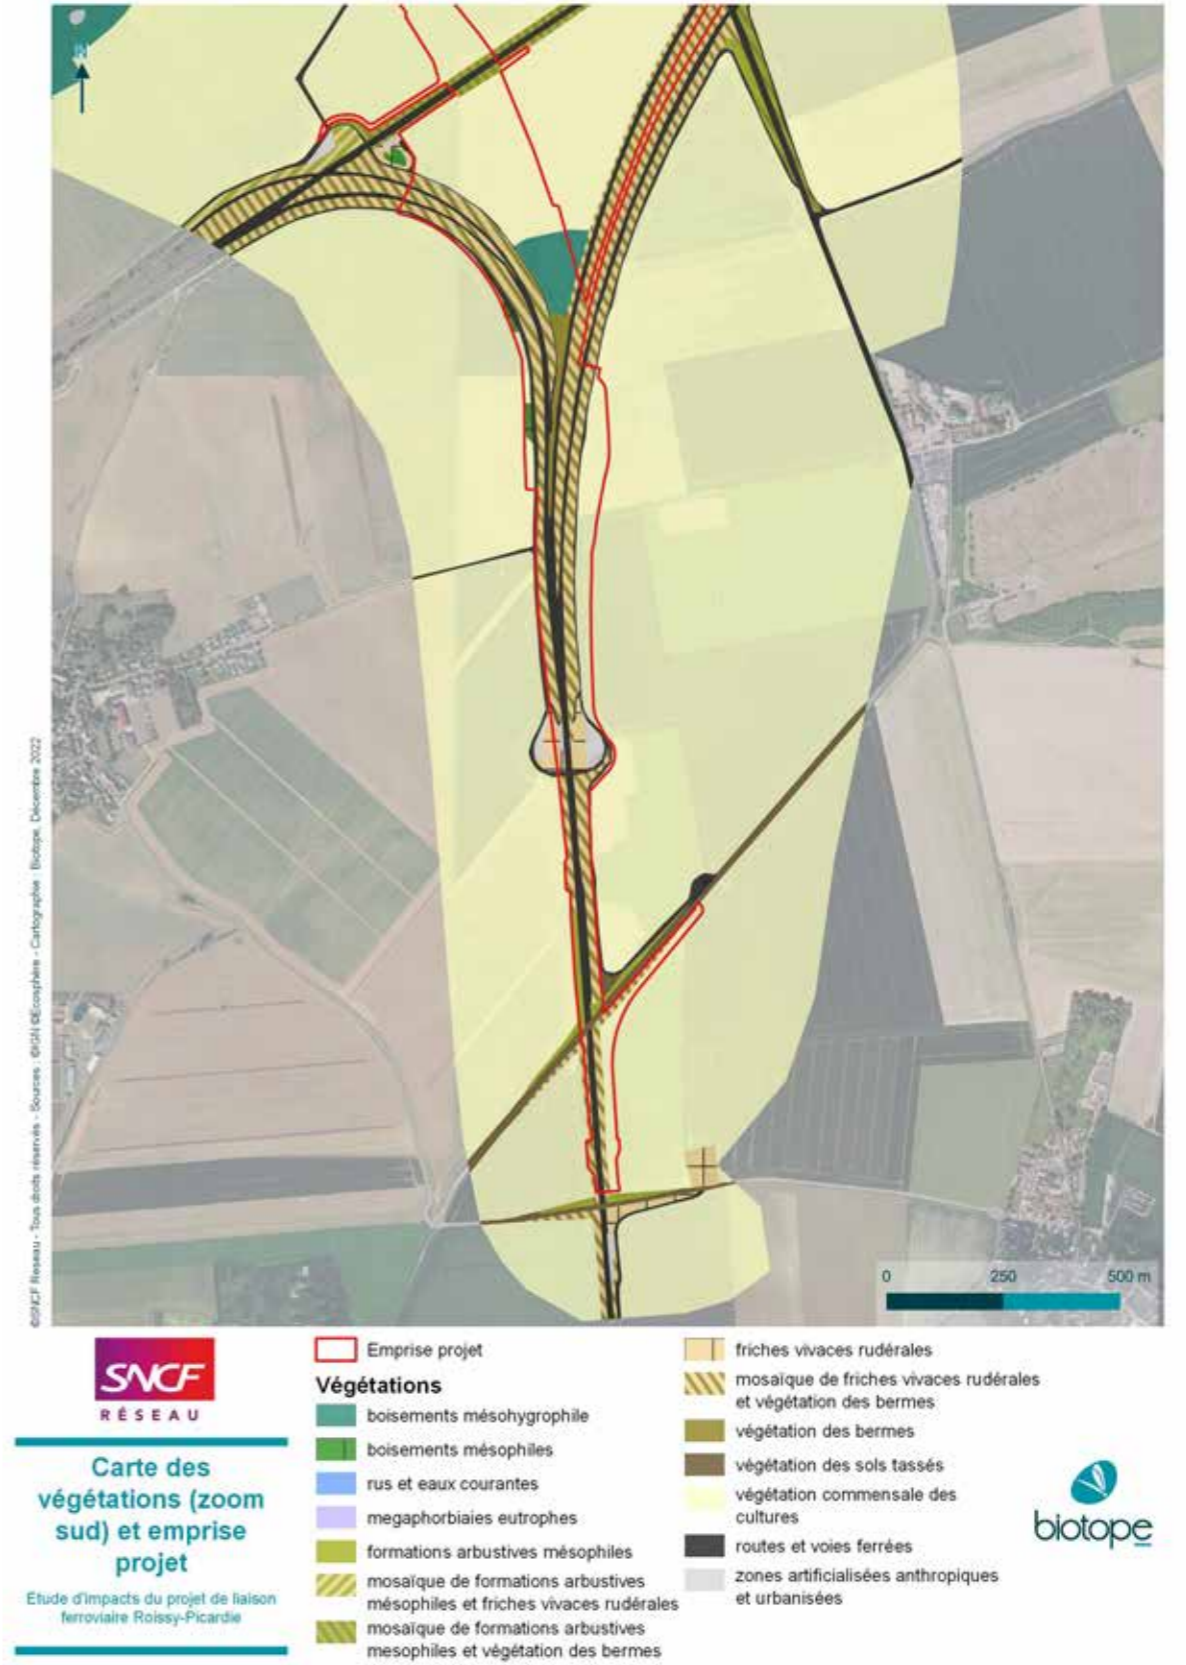 N
©SNCF Reseau - Tous droits réservés - Sources : ©IGN ©Ecosphère - Cartographie : Biotope, Décembre 2022
0 250 500 m
SNCF
RÉSEAU
Carte des
végétations (zoom
sud) et emprise
projet
Etude d'impacts du projet de liaison
ferroviaire Roissy-Picardie
Emprise projet
Végétations
boisements mésohygrophile
boisements mésophiles
rus et eaux courantes
megaphorbiaies eutrophes
formations arbustives mésophiles
mosaïque de formations arbustives
mésophiles et friches vivaces rudérales
mosaïque de formations arbustives
mesophiles et végétation des bermes
friches vivaces rudérales
mosaïque de friches vivaces rudérales
et végétation des bermes
végétation des bermes
végétation des sols tassés
végétation commensale des
cultures
routes et voies ferrées
zones artificialisées anthropiques
et urbanisées
biotope